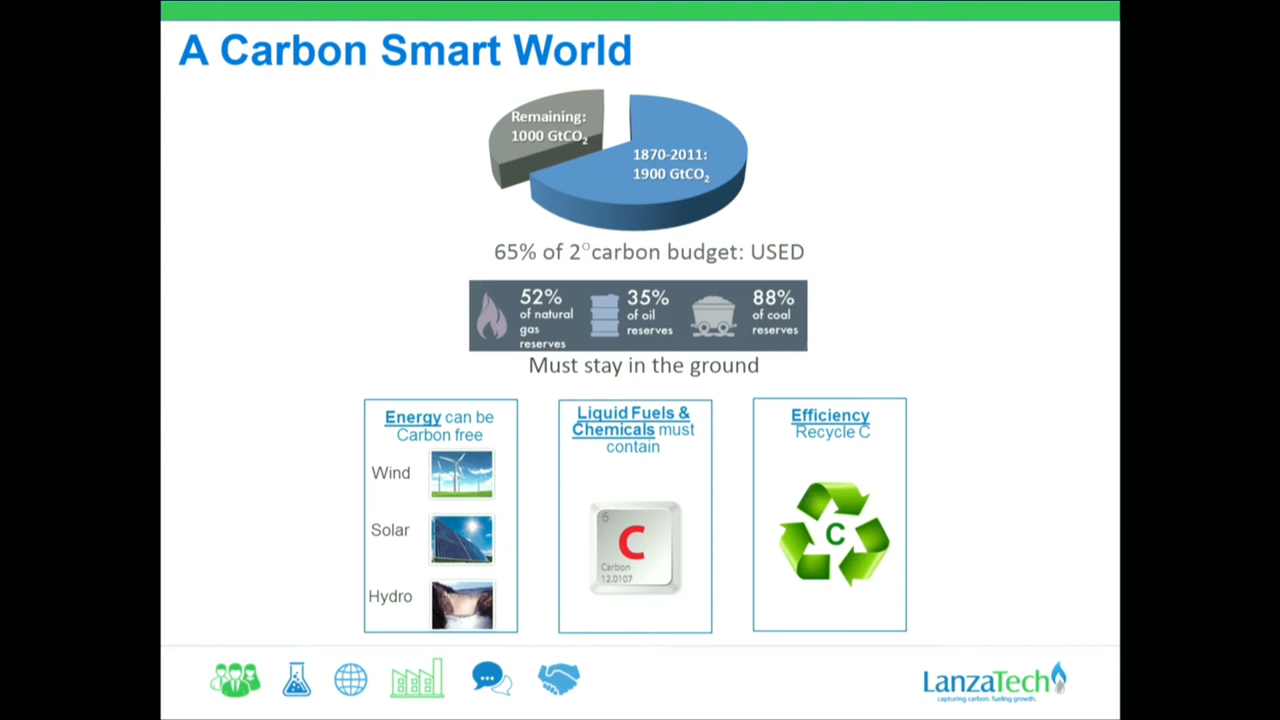 A Carbon Smart World
Remaining:
1000 GtCO₂
1870-2011:
1900 GtCO₂
65% of 2°carbon budget: USED
52%
of natural
gas
reserves
35%
of oil
reserves
88%
of coal
reserves
Must stay in the ground
Energy can be
Carbon free
Wind
Solar
Hydro
Liquid Fuels &
Chemicals must
contain
6
C
Carbon
12.0107
Efficiency
Recycle C
C
LanzaTech
capturing carbon. fueling growth.